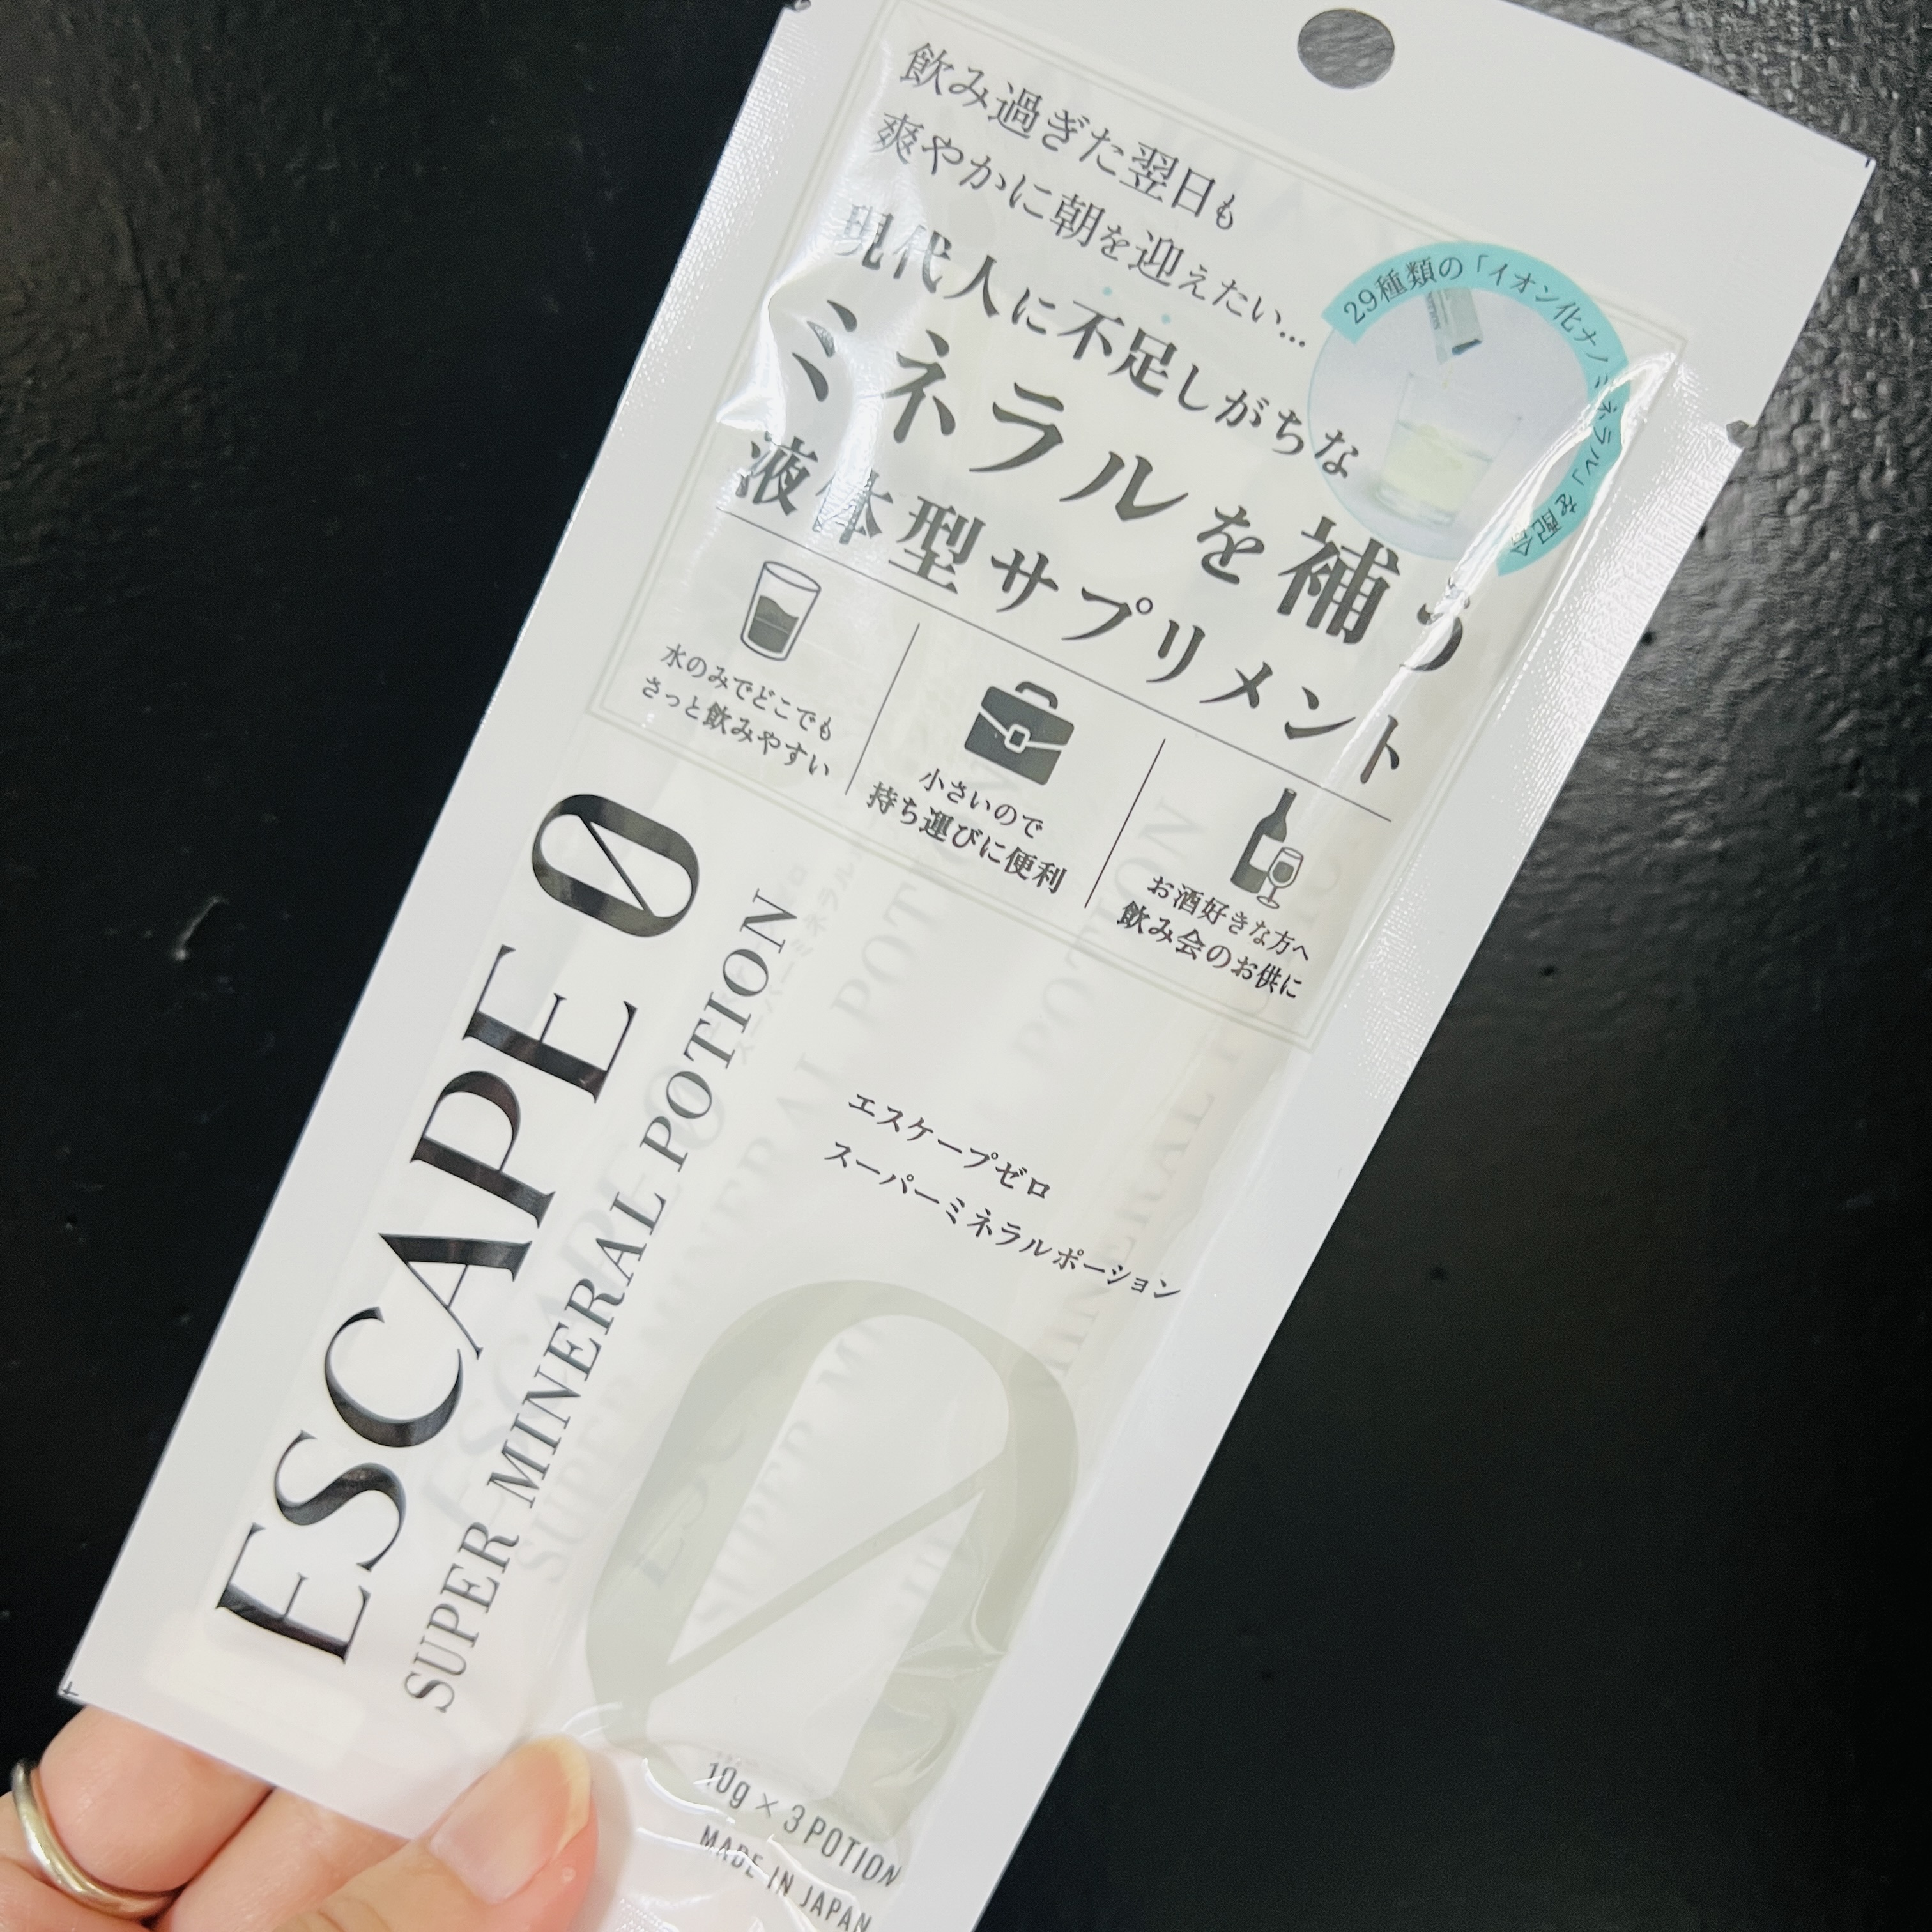 飲み過ぎた翌日も
爽やかに朝を迎えたい…
現代人に不足しがちな
ミネラルを補う
液体型サプリメント
29種類の「イオン化ナノミネラル」を配合
水のみでどこでも
さっと飲みやすい
小さいので
持ち運びに便利
お酒好きな方へ
飲み会のお供に
ESCAPE 0
SUPER MINERAL POTION
エスケープゼロ
スーパーミネラルポーション
0
10g × 3 POTION
MADE IN JAPAN